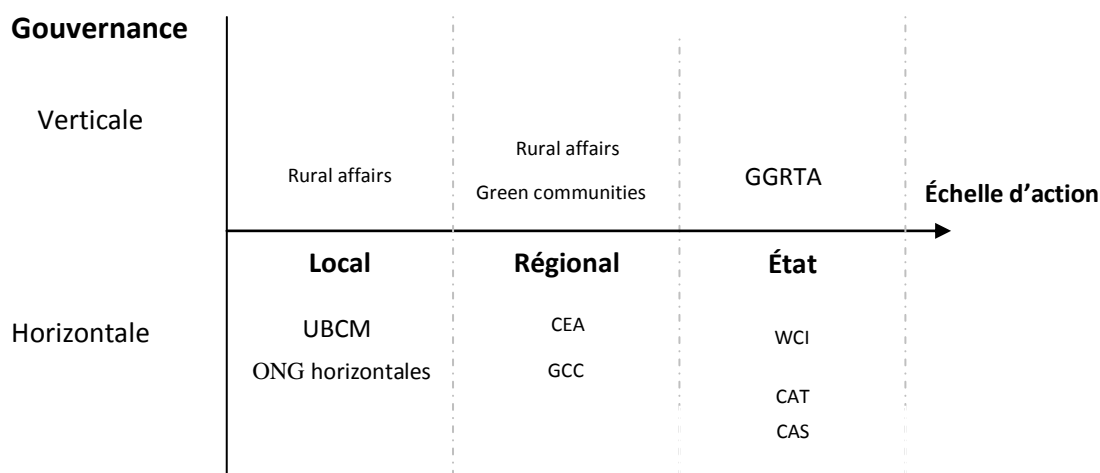 Gouvernance
Verticale
Rural affairs
Rural affairs
Green communities
GGRTA
Échelle d’action
Local
Régional
État
Horizontale
UBCM
ONG horizontales
CEA
GCC
WCI
CAT
CAS